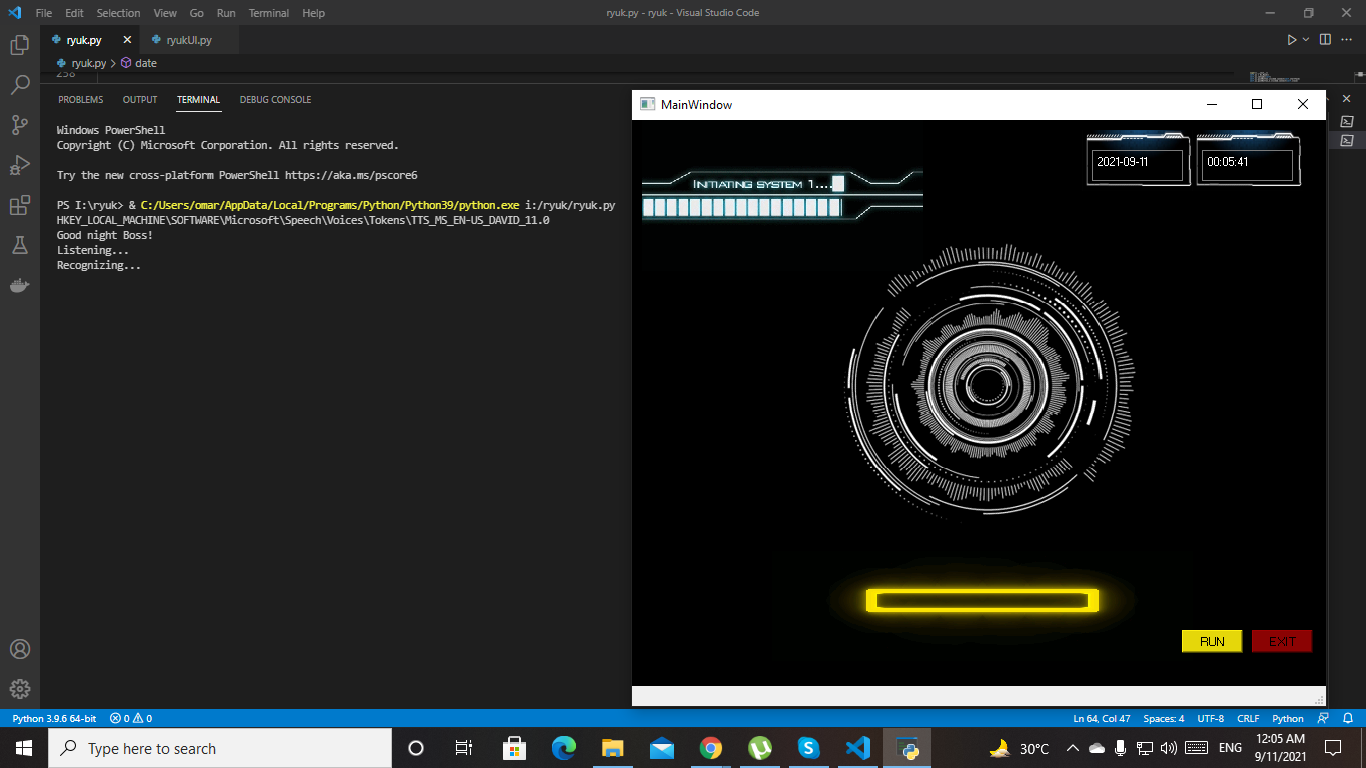 File Edit Selection View Go Run Terminal Help ryuk.py - ryuk - Visual Studio Code
ryuk.py ryukUI.py
ryuk.py date
258
PROBLEMS OUTPUT TERMINAL DEBUG CONSOLE
Windows PowerShell
Copyright (C) Microsoft Corporation. All rights reserved.
Try the new cross-platform PowerShell https://aka.ms/pscore6
PS I:\ryuk> & C:/Users/omar/AppData/Local/Programs/Python/Python39/python.exe i:/ryuk/ryuk.py
HKEY_LOCAL_MACHINE\SOFTWARE\Microsoft\Speech\Voices\Tokens\TTS_MS_EN-US_DAVID_11.0
Good night Boss!
Listening...
Recognizing...
MainWindow
2021-09-11 00:05:41
INITIATING SYSTEM 1....
RUN EXIT
Python 3.9.6 64-bit 0 0 Ln 64, Col 47 Spaces: 4 UTF-8 CRLF Python
Type here to search 30°C ENG 12:05 AM
9/11/2021